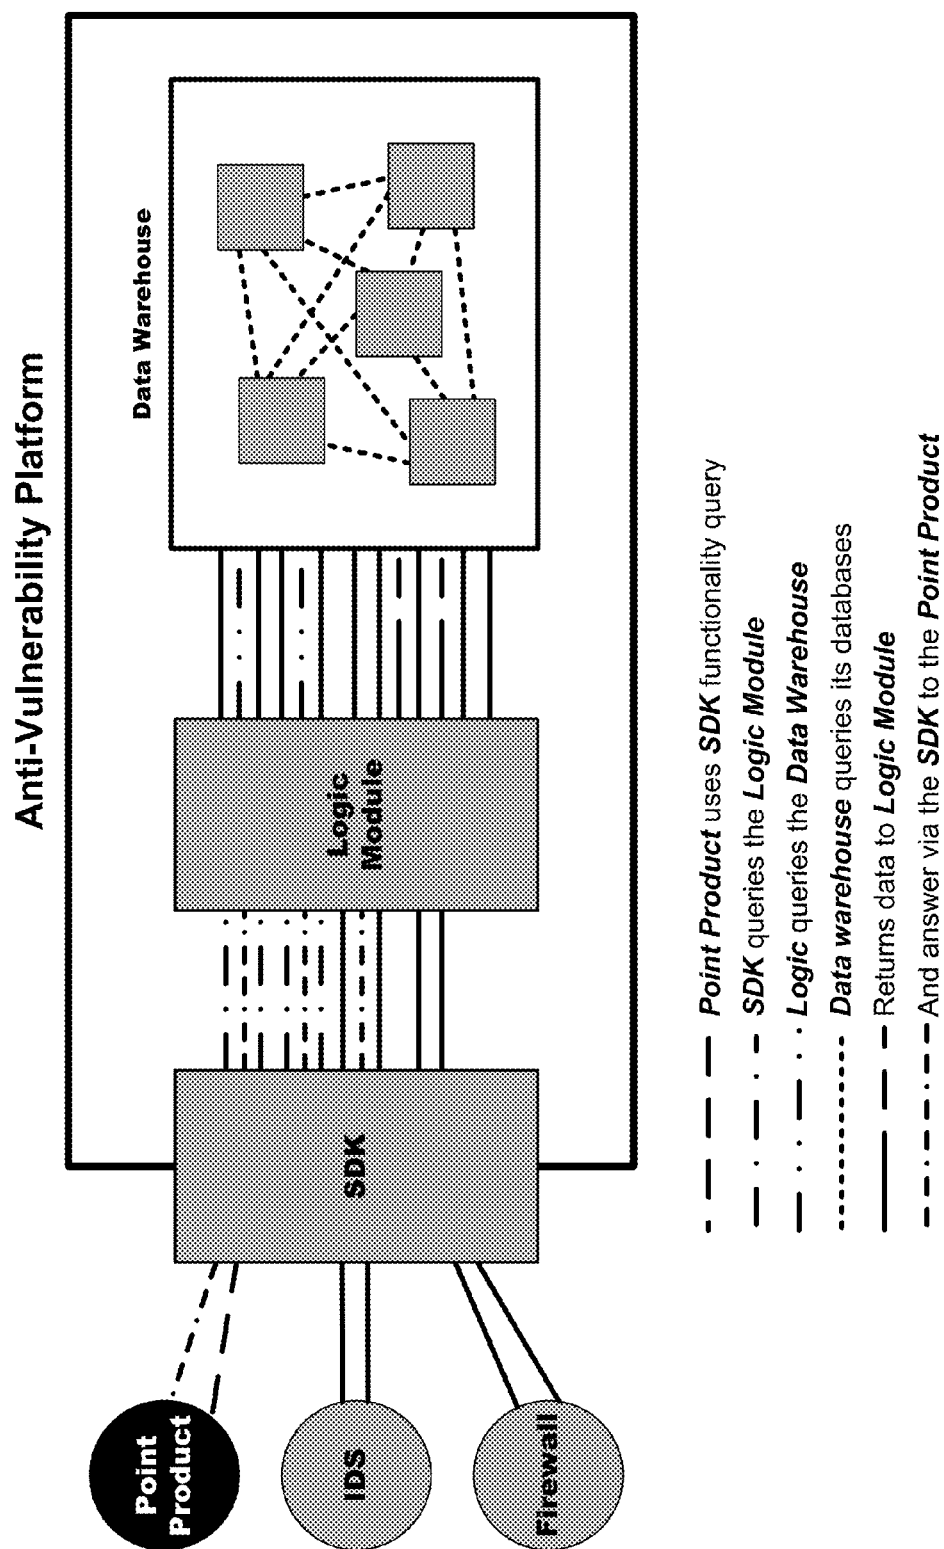 Anti-Vulnerability Platform
Data Warehouse
Point
Product
IDS
Firewall
SDK
Logic
Module
Point Product uses SDK functionality query
SDK queries the Logic Module
Logic queries the Data Warehouse
Data warehouse queries its databases
Returns data to Logic Module
And answer via the SDK to the Point Product